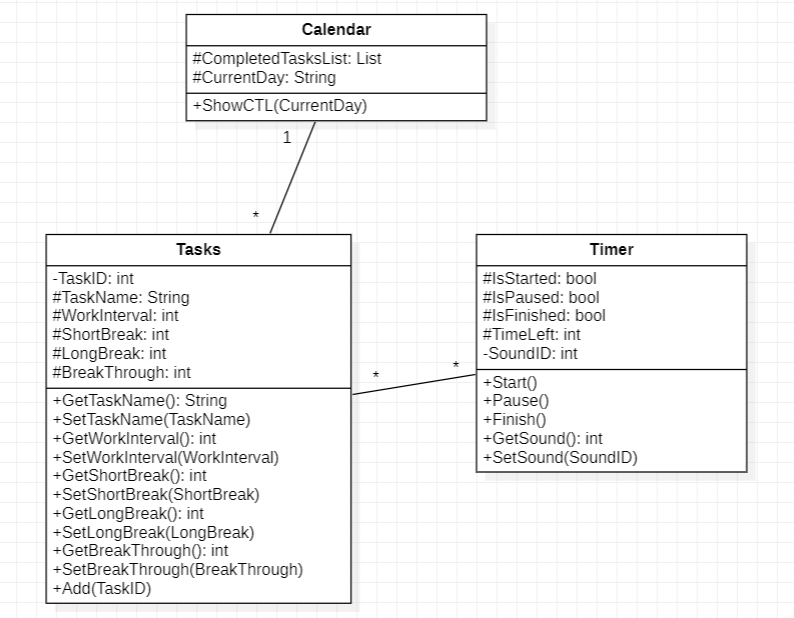 Calendar
#CompletedTasksList: List
#CurrentDay: String
+ShowCTL(CurrentDay)
1
*
Tasks
-TaskID: int
#TaskName: String
#WorkInterval: int
#ShortBreak: int
#LongBreak: int
#BreakThrough: int
+GetTaskName(): String
+SetTaskName(TaskName)
+GetWorkInterval(): int
+SetWorkInterval(WorkInterval)
+GetShortBreak(): int
+SetShortBreak(ShortBreak)
+GetLongBreak(): int
+SetLongBreak(LongBreak)
+GetBreakThrough(): int
+SetBreakThrough(BreakThrough)
+Add(TaskID)
*
*
Timer
#IsStarted: bool
#IsPaused: bool
#IsFinished: bool
#TimeLeft: int
-SoundID: int
+Start()
+Pause()
+Finish()
+GetSound(): int
+SetSound(SoundID)